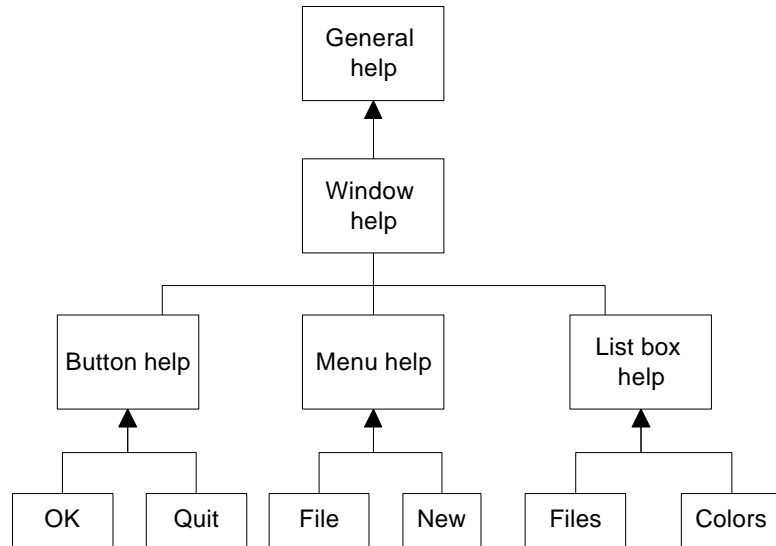 General
help
Window
help
Button help
Menu help
List box
help
OK
Quit
File
New
Files
Colors